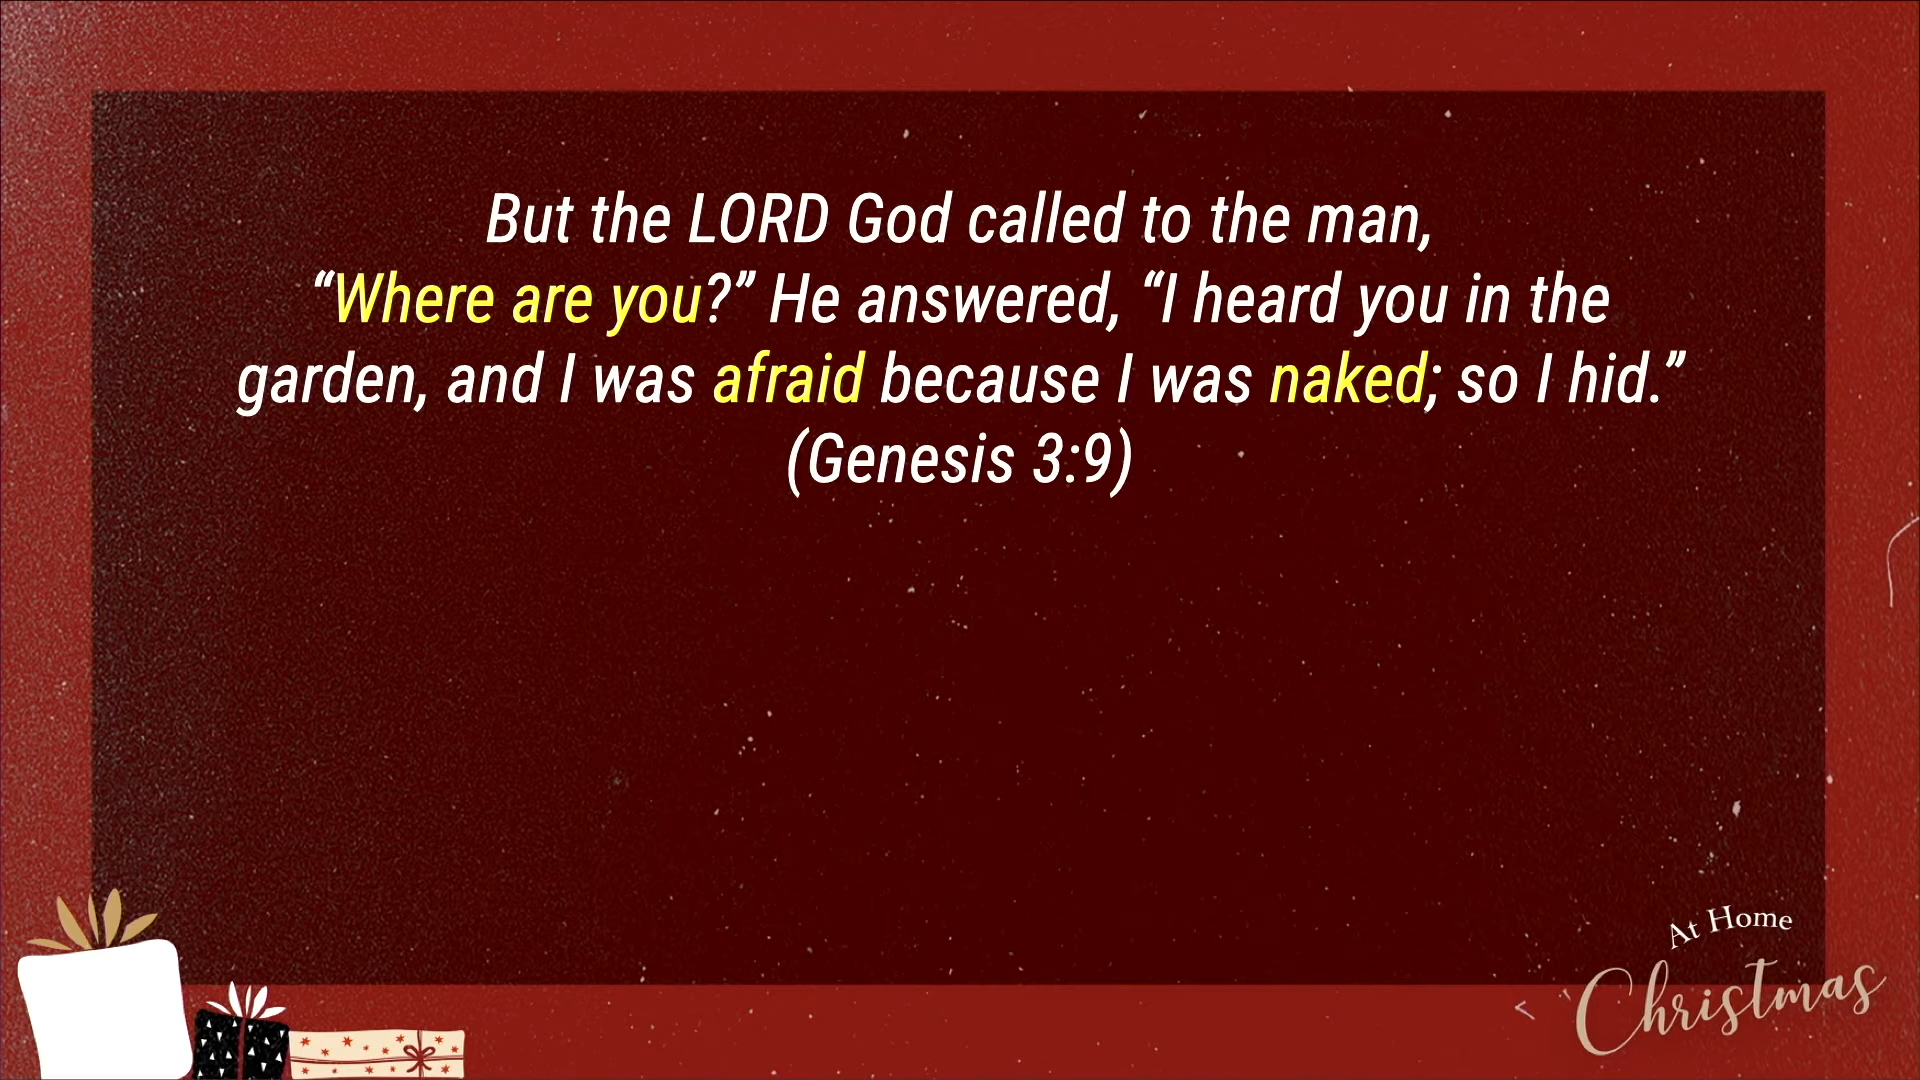 But the LORD God called to the man,
“Where are you?” He answered, “I heard you in the
garden, and I was afraid because I was naked; so I hid.”
(Genesis 3:9)
At Home
Christmas